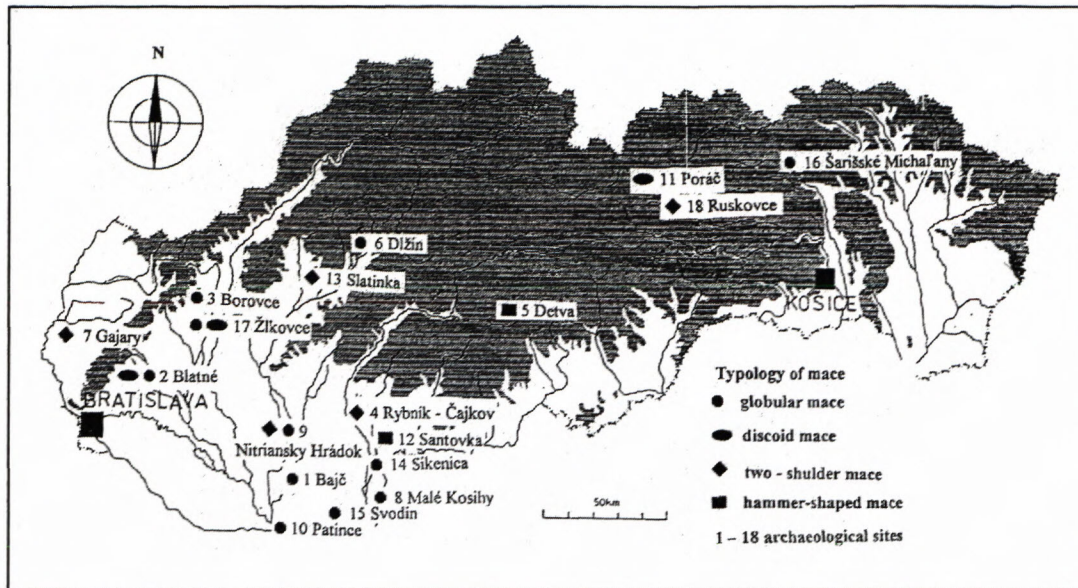 N
16 Šarišské Michaľany
11 Poráč
18 Ruskovce
6 Dlžín
13 Slatinka
KOŠICE
3 Borovce
5 Detva
17 Žlkovce
7 Gajary
2 Blatné
BRATISLAVA
4 Rybník - Čajkov
9
Nitriansky Hrádok
12 Santovka
14 Sikenica
1 Bajč
8 Malé Kosihy
15 Svodín
10 Patince
50km
Typology of mace
globular mace
discoid mace
two - shulder mace
hammer-shaped mace
1 – 18 archaeological sites